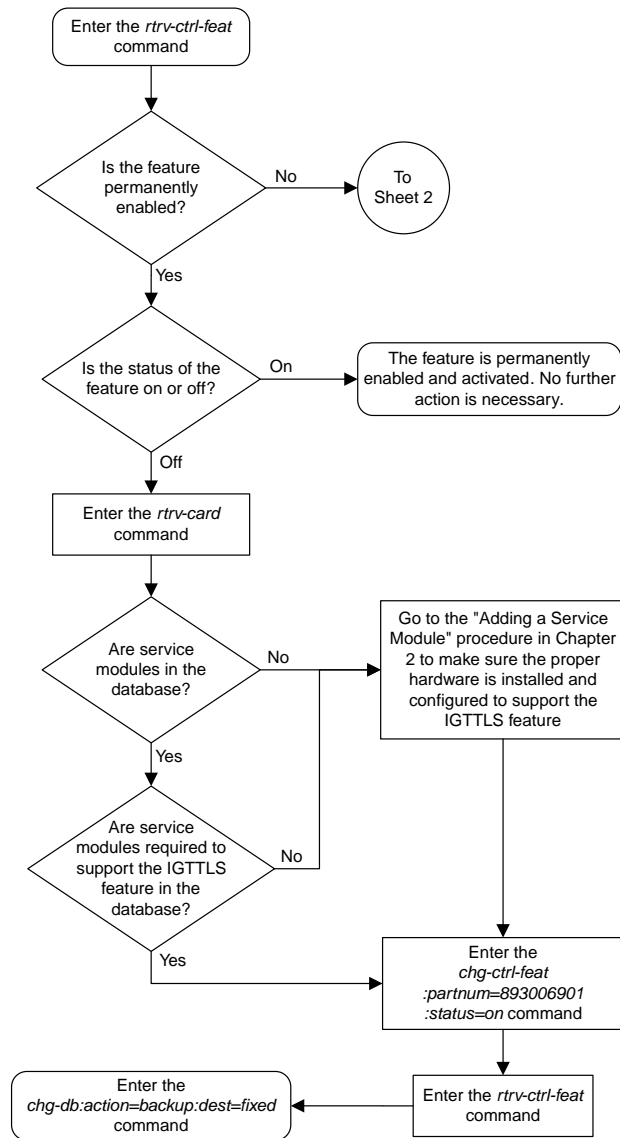 Enter the rtrv-ctrl-feat
command
Is the feature
permanently
enabled?
No
To
Sheet 2
Yes
Is the status of the
feature on or off?
On
The feature is permanently
enabled and activated. No further
action is necessary.
Off
Enter the rtrv-card
command
Are service
modules in the
database?
No
Go to the "Adding a Service
Module" procedure in Chapter
2 to make sure the proper
hardware is installed and
configured to support the
IGTTLS feature
Yes
Are service
modules required to
support the IGTTLS
feature in the
database?
No
Yes
Enter the
chg-ctrl-feat
:partnum=893006901
:status=on command
Enter the rtrv-ctrl-feat
command
Enter the
chg-db:action=backup:dest=fixed
command